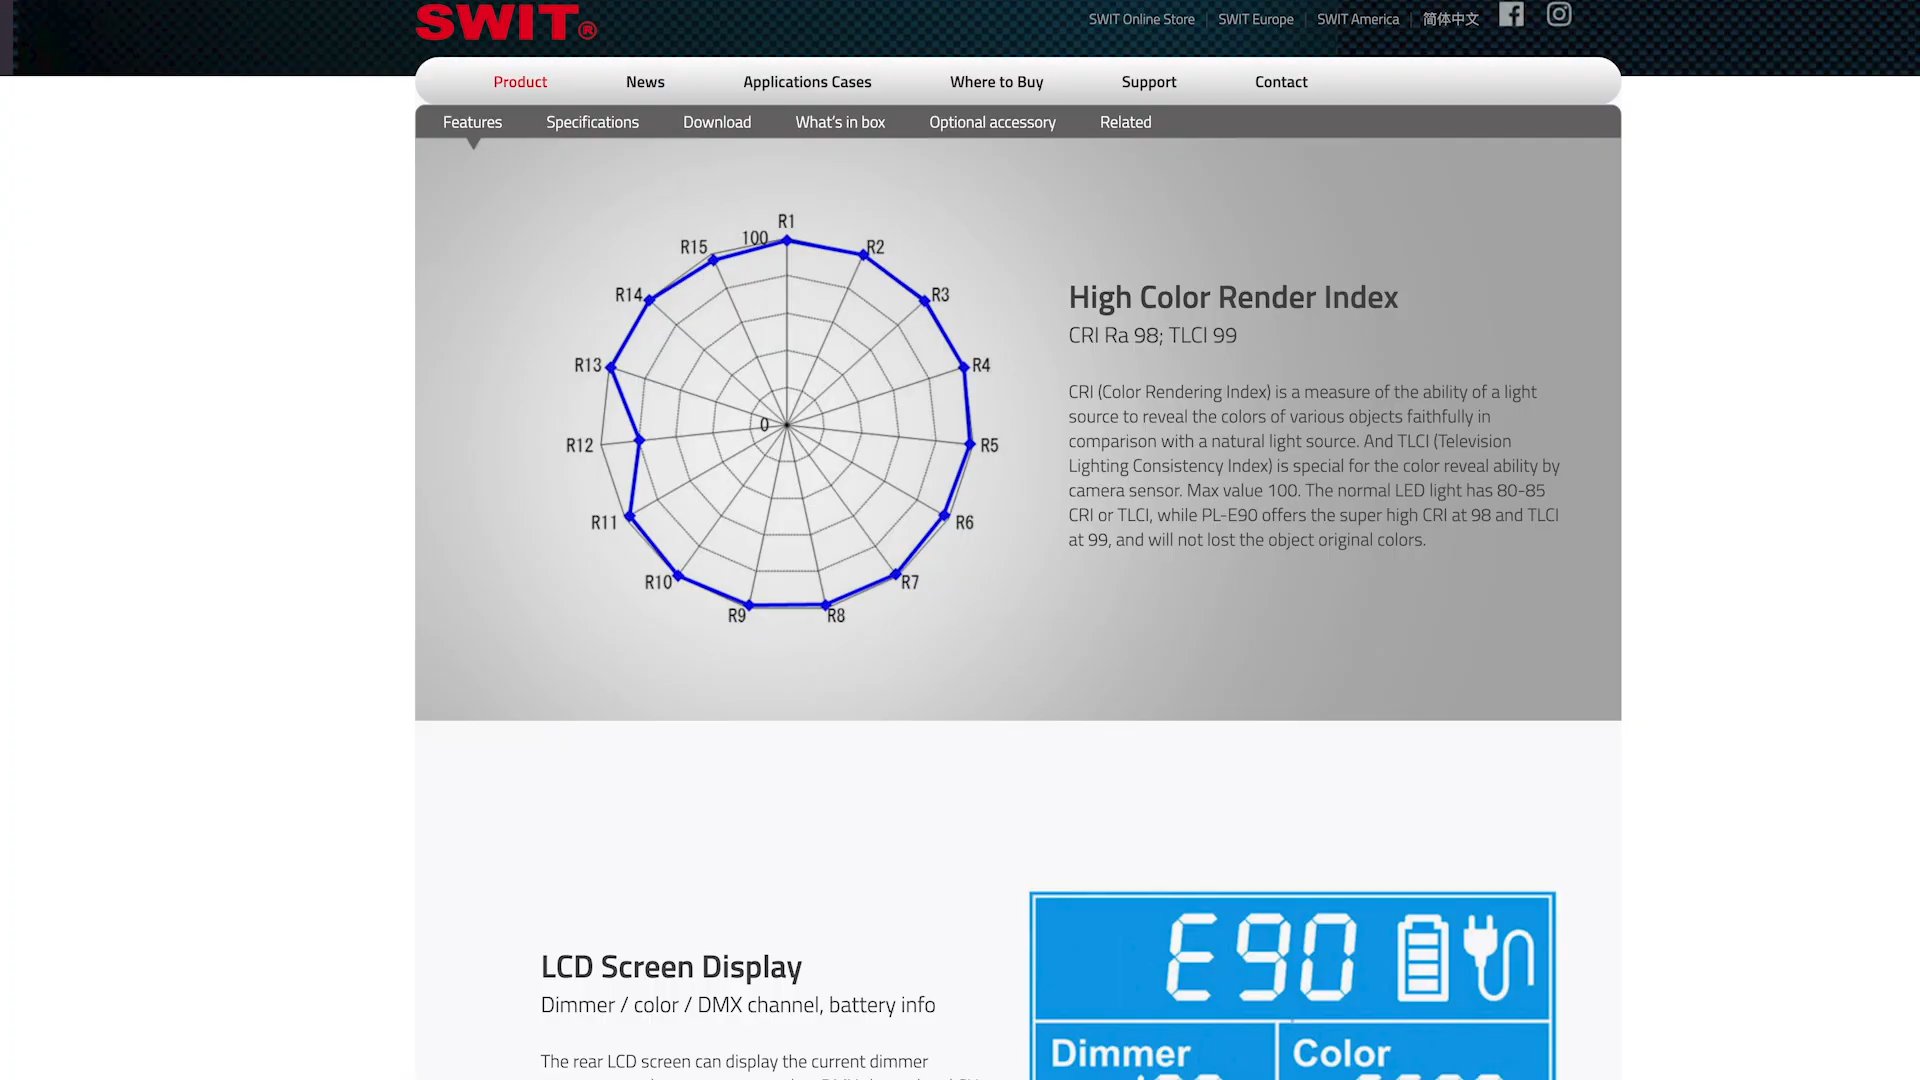 SWIT®
SWIT Online Store | SWIT Europe | SWIT America | 简体中文
Product News Applications Cases Where to Buy Support Contact
Features Specifications Download What's in box Optional accessory Related
R1
100
R15
R2
R14
R3
R13
R4
0
R12
R5
R11
R6
R10
R7
R9
R8
High Color Render Index
CRI Ra 98; TLCI 99
CRI (Color Rendering Index) is a measure of the ability of a light
source to reveal the colors of various objects faithfully in
comparison with a natural light source. And TLCI (Television
Lighting Consistency Index) is special for the color reveal ability by
camera sensor. Max value 100. The normal LED light has 80-85
CRI or TLCI, while PL-E90 offers the super high CRI at 98 and TLCI
at 99, and will not lost the object original colors.
LCD Screen Display
Dimmer / color / DMX channel, battery info
The rear LCD screen can display the current dimmer
E90
Dimmer
Color